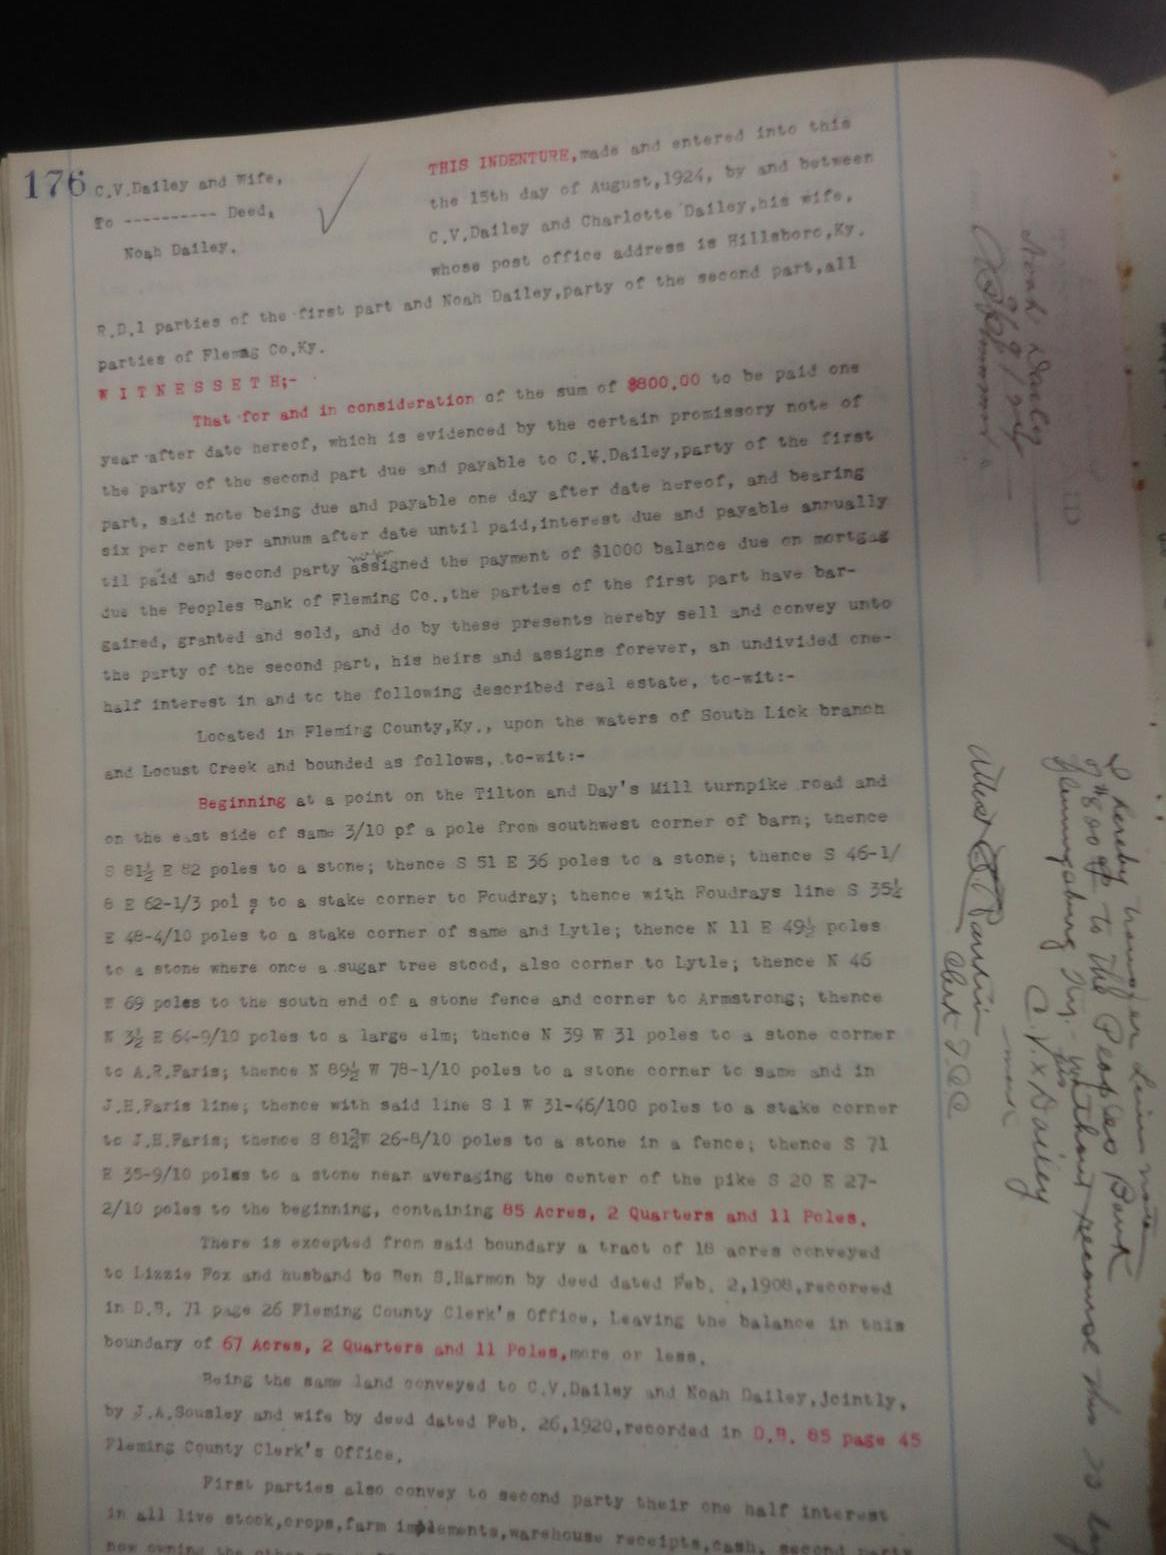 176
C.V.Dailey and Wife,
To ---------- Deed,
Noah Dailey.
THIS INDENTURE,made and entered into this
the 15th day of August,1924, by and between
C.V.Dailey and Charlotte Dailey,his wife,
whose post office address is Hillsboro,Ky.
R.D.1 parties of the first part and Noah Dailey,party of the second part,all
parties of Flemng Co.Ky.
W I T N E S S E T H;-
That for and in consideration of the sum of $800.00 to be paid one
year after date hereof, which is evidenced by the certain promissory note of
the party of the second part due and payable to C.V.Dailey,party of the first
part, said note being due and payable one day after date hereof, and bearing
six per cent per annum after date until paid,interest due and payable annually
til paid and second party assigned the payment of $1000 balance due on mortgag
due the Peoples Bank of Fleming Co.,the parties of the first part have bar-
gained, granted and sold, and do by these presents hereby sell and convey unto
the party of the second part, his heirs and assigns forever, an undivided one-
half interest in and to the following described real estate, to-wit:-
Located in Fleming County,Ky., upon the waters of South Lick branch
and Locust Creek and bounded as follows, to-wit:-
Beginning at a point on the Tilton and Day's Mill turnpike road and
on the east side of same 3/10 pf a pole from southwest corner of barn; thence
S 81½ E 82 poles to a stone; thence S 51 E 36 poles to a stone; thence S 46-1/
8 E 62-1/3 pol s to a stake corner to Foudray; thence with Foudrays line S 35½
E 48-4/10 poles to a stake corner of same and Lytle; thence N 11 E 49½ poles
to a stone where once a sugar tree stood, also corner to Lytle; thence N 46
W 69 poles to the south end of a stone fence and corner to Armstrong; thence
N 3½ E 64-9/10 poles to a large elm; thence N 39 W 31 poles to a stone corner
to A.R.Faris; thence N 89½ W 78-1/10 poles to a stone corner to same and in
J.H.Faris line; thence with said line S 1 W 31-46/100 poles to a stake corner
to J.H.Faris; thence S 81¾W 26-8/10 poles to a stone in a fence; thence S 71
E 35-9/10 poles to a stone near averaging the center of the pike S 20 E 27-
2/10 poles to the beginning, containing 85 Acres, 2 Quarters and 11 Poles.
There is excepted from said boundary a tract of 18 acres conveyed
to Lizzie Fox and husband to Ben S.Harmon by deed dated Feb. 2,1908,recoreed
in D.B. 71 page 26 Fleming County Clerk's Office, Leaving the balance in this
boundary of 67 Acres, 2 Quarters and 11 Poles,more or less.
Being the same land conveyed to C.V.Dailey and Noah Dailey,jointly,
by J.A.Sousley and wife by deed dated Feb. 26,1920,recorded in D.B. 85 page 45
Fleming County Clerk's Office.
First parties also convey to second party their one half interest
in all live stock,crops,farm implements,warehouse receipts,cash, second party
now owning the other
Noah Dailey
I hereby transfer Lien note
of $800 00 to the Peoples Bank
Flemingsburg Ky. without recourse this 23 day
his
C. V. x Dailey
mark
Attest
Clerk F.C.C.